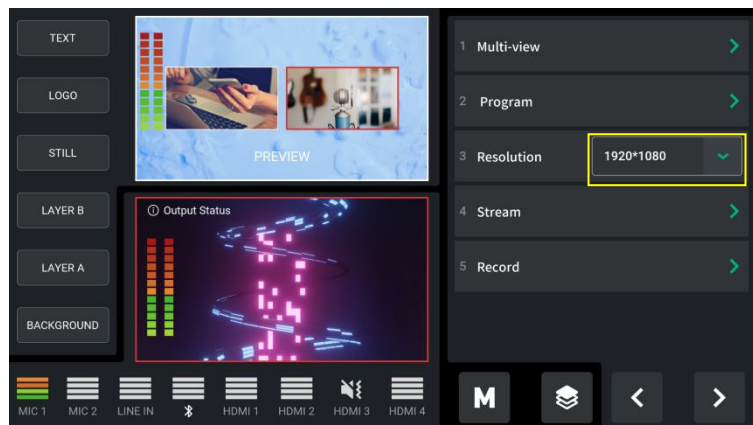 TEXT
LOGO
STILL
LAYER B
LAYER A
BACKGROUND
PREVIEW
Output Status
1 Multi-view
2 Program
3 Resolution 1920*1080
4 Stream
5 Record
MIC 1 MIC 2 LINE IN HDMI 1 HDMI 2 HDMI 3 HDMI 4
M